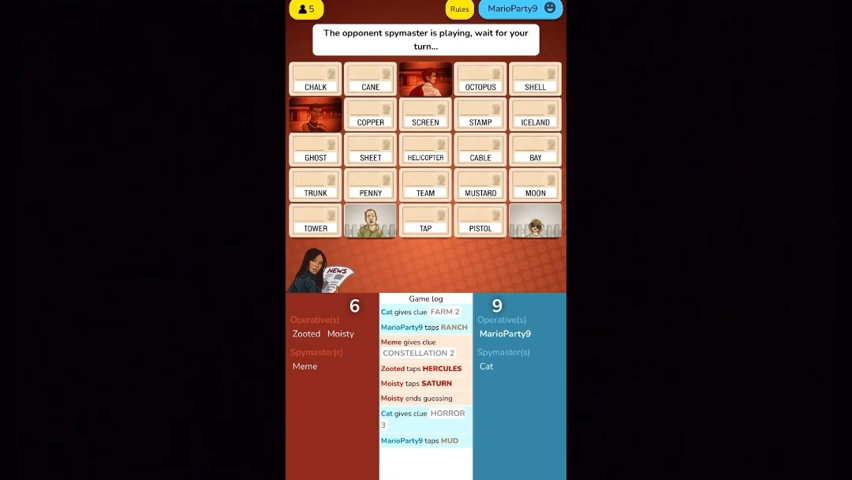 5
Rules
MarioParty9
The opponent spymaster is playing, wait for your
turn...
CHALK
CANE
OCTOPUS
SHELL
COPPER
SCREEN
STAMP
ICELAND
GHOST
SHEET
HELICOPTER
CABLE
BAY
TRUNK
PENNY
TEAM
MUSTARD
MOON
TOWER
TAP
PISTOL
NEWS
6
Operative(s)
Zooted Moisty
Spymaster(s)
Meme
Game log
Cat gives clue FARM 2
MarioParty9 taps RANCH
Meme gives clue
CONSTELLATION 2
Zooted taps HERCULES
Moisty taps SATURN
Moisty ends guessing
Cat gives clue HORROR
3
MarioParty9 taps MUD
9
Operative(s)
MarioParty9
Spymaster(s)
Cat